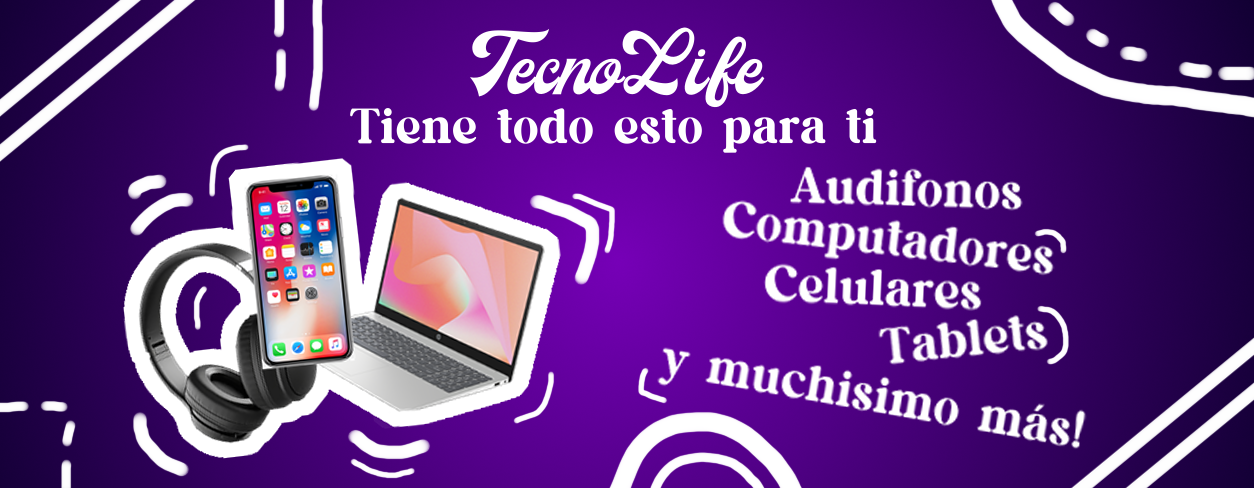 TecnoLife
Tiene todo esto para ti
Audifonos
Computadores
Celulares
Tablets
y muchisimo más!